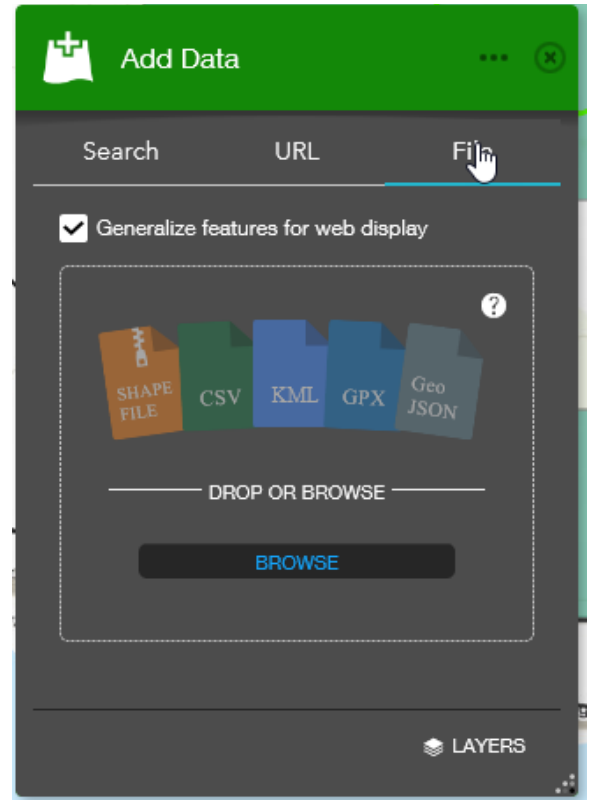 Add Data
Search URL File
Generalize features for web display
?
SHAPE
FILE
CSV
KML
GPX
Geo
JSON
DROP OR BROWSE
BROWSE
LAYERS